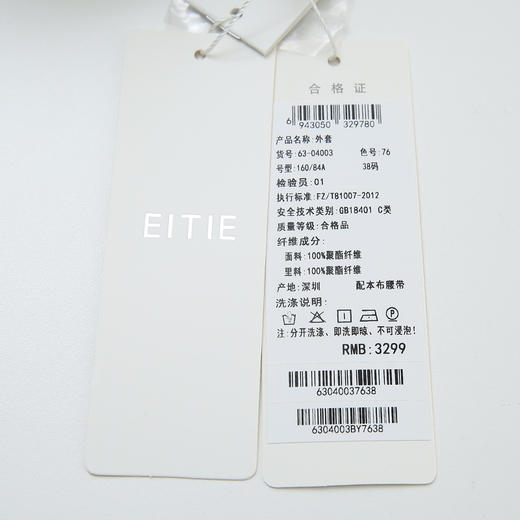 EITIE
合格证
6 943050 329780
产品名称:外套
货号:63-04003 色号:76
号型:160/84A 38码
检验员:01
执行标准:FZ/T81007-2012
安全技术类别:GB18401 C类
质量等级:合格品
纤维成分:
面料:100%聚酯纤维
里料:100%聚酯纤维
产地:深圳 配本布腰带
洗涤说明:
注:分开洗涤、即洗即晾、不可浸泡!
RMB:3299
63040037638
6304003BY7638